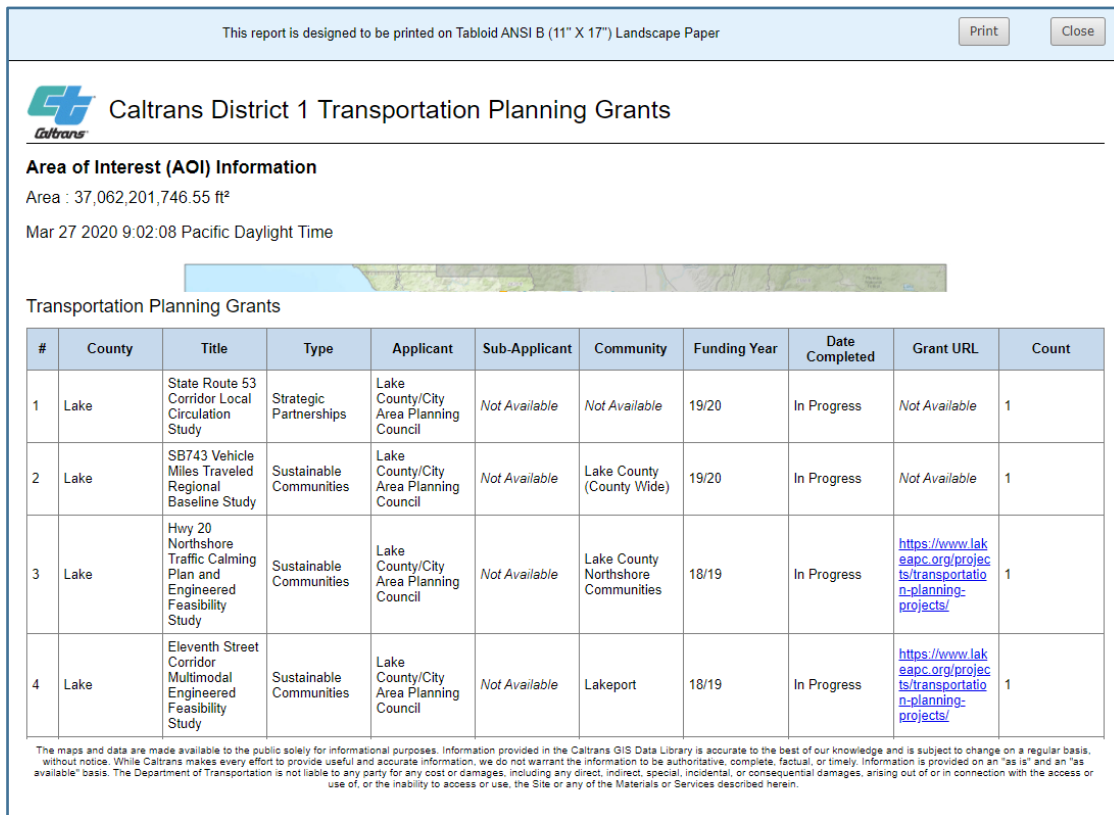 This report is designed to be printed on Tabloid ANSI B (11" X 17") Landscape Paper
Print
Close
Caltrans
Caltrans District 1 Transportation Planning Grants
Area of Interest (AOI) Information
Area : 37,062,201,746.55 ft²
Mar 27 2020 9:02:08 Pacific Daylight Time
Transportation Planning Grants
# County Title Type Applicant Sub-Applicant Community Funding Year Date Completed Grant URL Count
1 Lake State Route 53 Corridor Local Circulation Study Strategic Partnerships Lake County/City Area Planning Council Not Available Not Available 19/20 In Progress Not Available 1
2 Lake SB743 Vehicle Miles Traveled Regional Baseline Study Sustainable Communities Lake County/City Area Planning Council Not Available Lake County (County Wide) 19/20 In Progress Not Available 1
3 Lake Hwy 20 Northshore Traffic Calming Plan and Engineered Feasibility Study Sustainable Communities Lake County/City Area Planning Council Not Available Lake County Northshore Communities 18/19 In Progress https://www.lakeapc.org/projects/transportation-planning-projects/ 1
4 Lake Eleventh Street Corridor Multimodal Engineered Feasibility Study Sustainable Communities Lake County/City Area Planning Council Not Available Lakeport 18/19 In Progress https://www.lakeapc.org/projects/transportation-planning-projects/ 1
The maps and data are made available to the public solely for informational purposes. Information provided in the Caltrans GIS Data Library is accurate to the best of our knowledge and is subject to change on a regular basis,
without notice. While Caltrans makes every effort to provide useful and accurate information, we do not warrant the information to be authoritative, complete, factual, or timely. Information is provided on an "as is" and an "as
available" basis. The Department of Transportation is not liable to any party for any cost or damages, including any direct, indirect, special, incidental, or consequential damages, arising out of or in connection with the access or
use of, or the inability to access or use, the Site or any of the Materials or Services described herein.